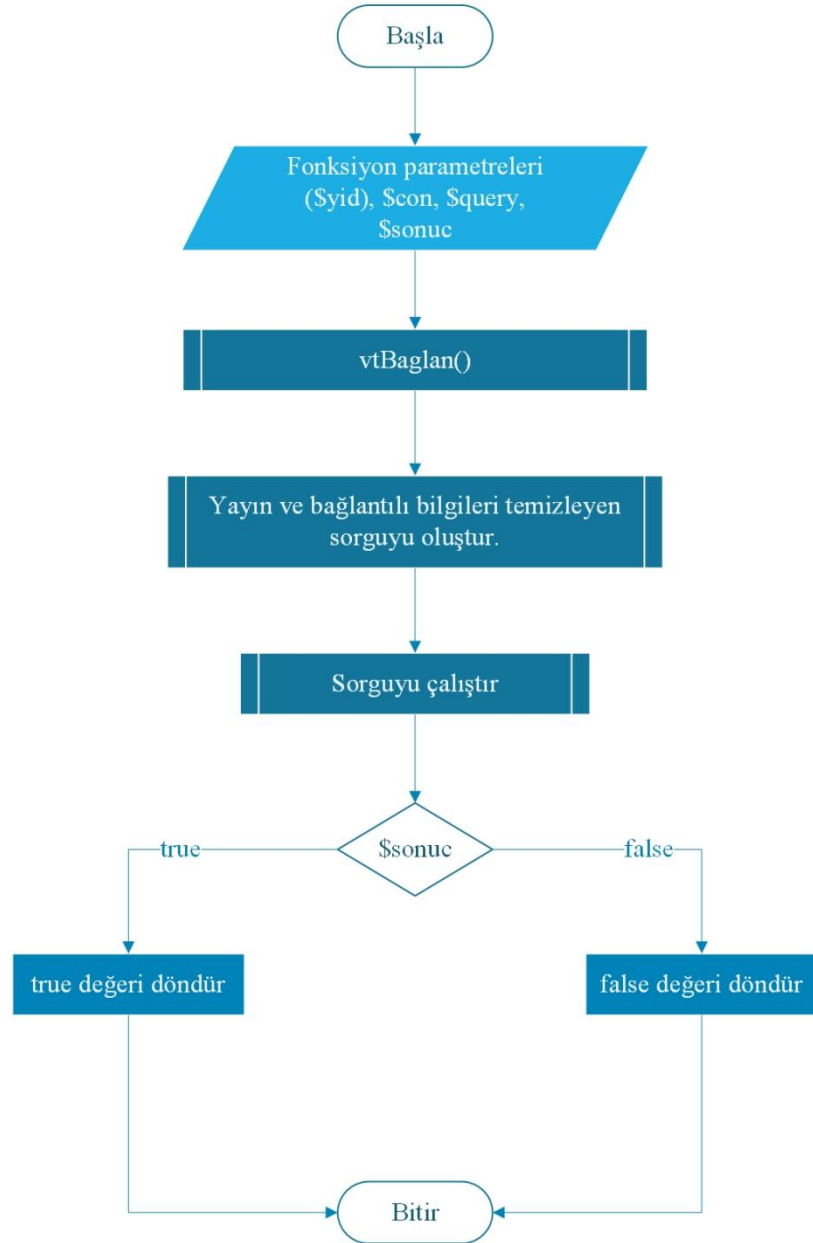 Başla
Fonksiyon parametreleri
($yid), $con, $query,
$sonuc
vtBaglan()
Yayın ve bağlantılı bilgileri temizleyen
sorguyu oluştur.
Sorguyu çalıştır
$sonuc
true
false
true değeri döndür
false değeri döndür
Bitir